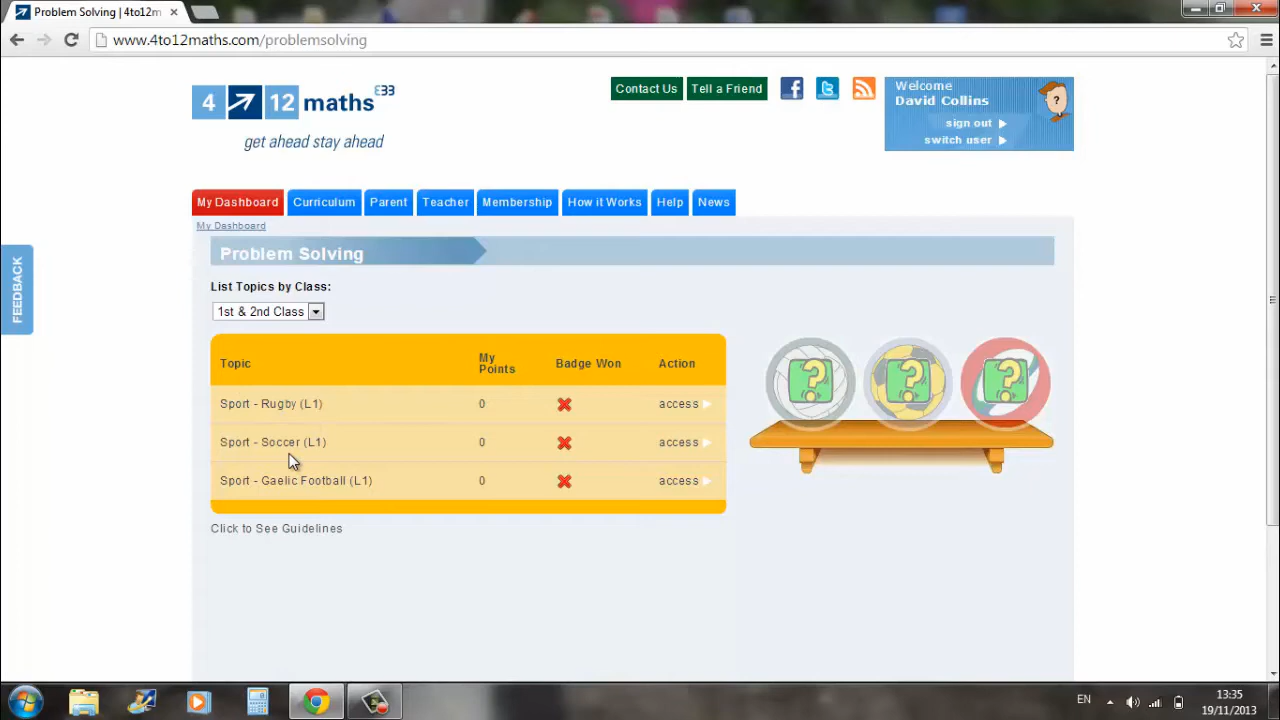 Problem Solving | 4to12m
www.4to12maths.com/problemsolving
4 12 maths E33
get ahead stay ahead
Contact Us Tell a Friend
Welcome
David Collins
sign out
switch user
My Dashboard Curriculum Parent Teacher Membership How it Works Help News
My Dashboard
FEEDBACK
Problem Solving
List Topics by Class:
1st & 2nd Class
Topic My Points Badge Won Action
Sport - Rugby (L1) 0 access
Sport - Soccer (L1) 0 access
Sport - Gaelic Football (L1) 0 access
? ? ?
Click to See Guidelines
EN 13:35
19/11/2013